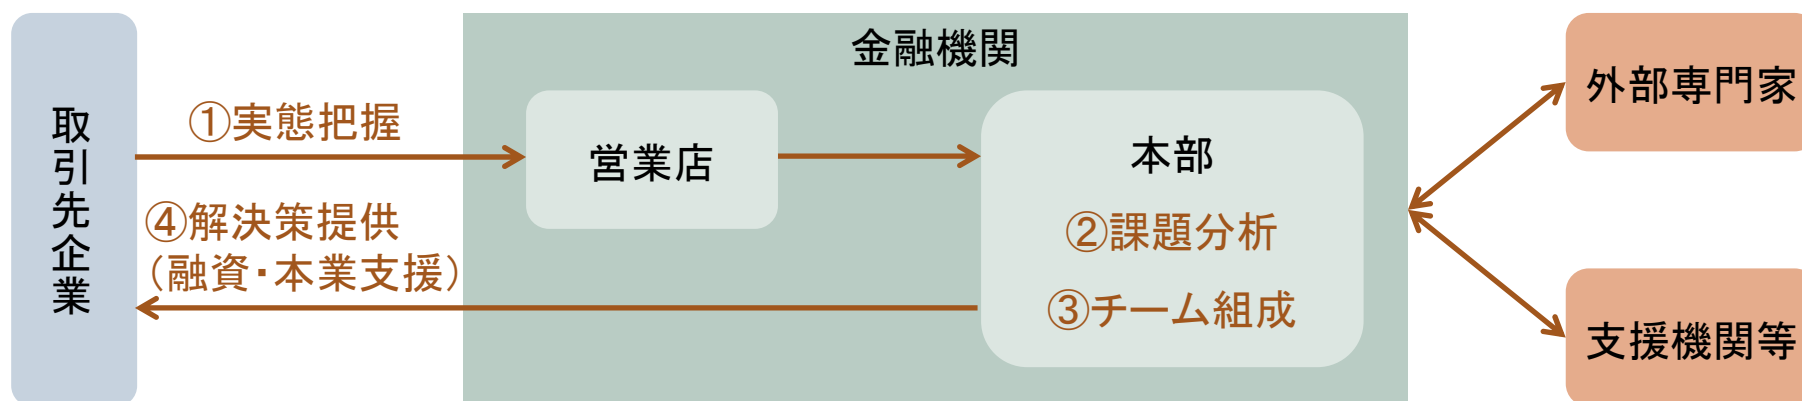 取引先企業
①実態把握
④解決策提供
（融資・本業支援）
金融機関
営業店
本部
②課題分析
③チーム組成
外部専門家
支援機関等